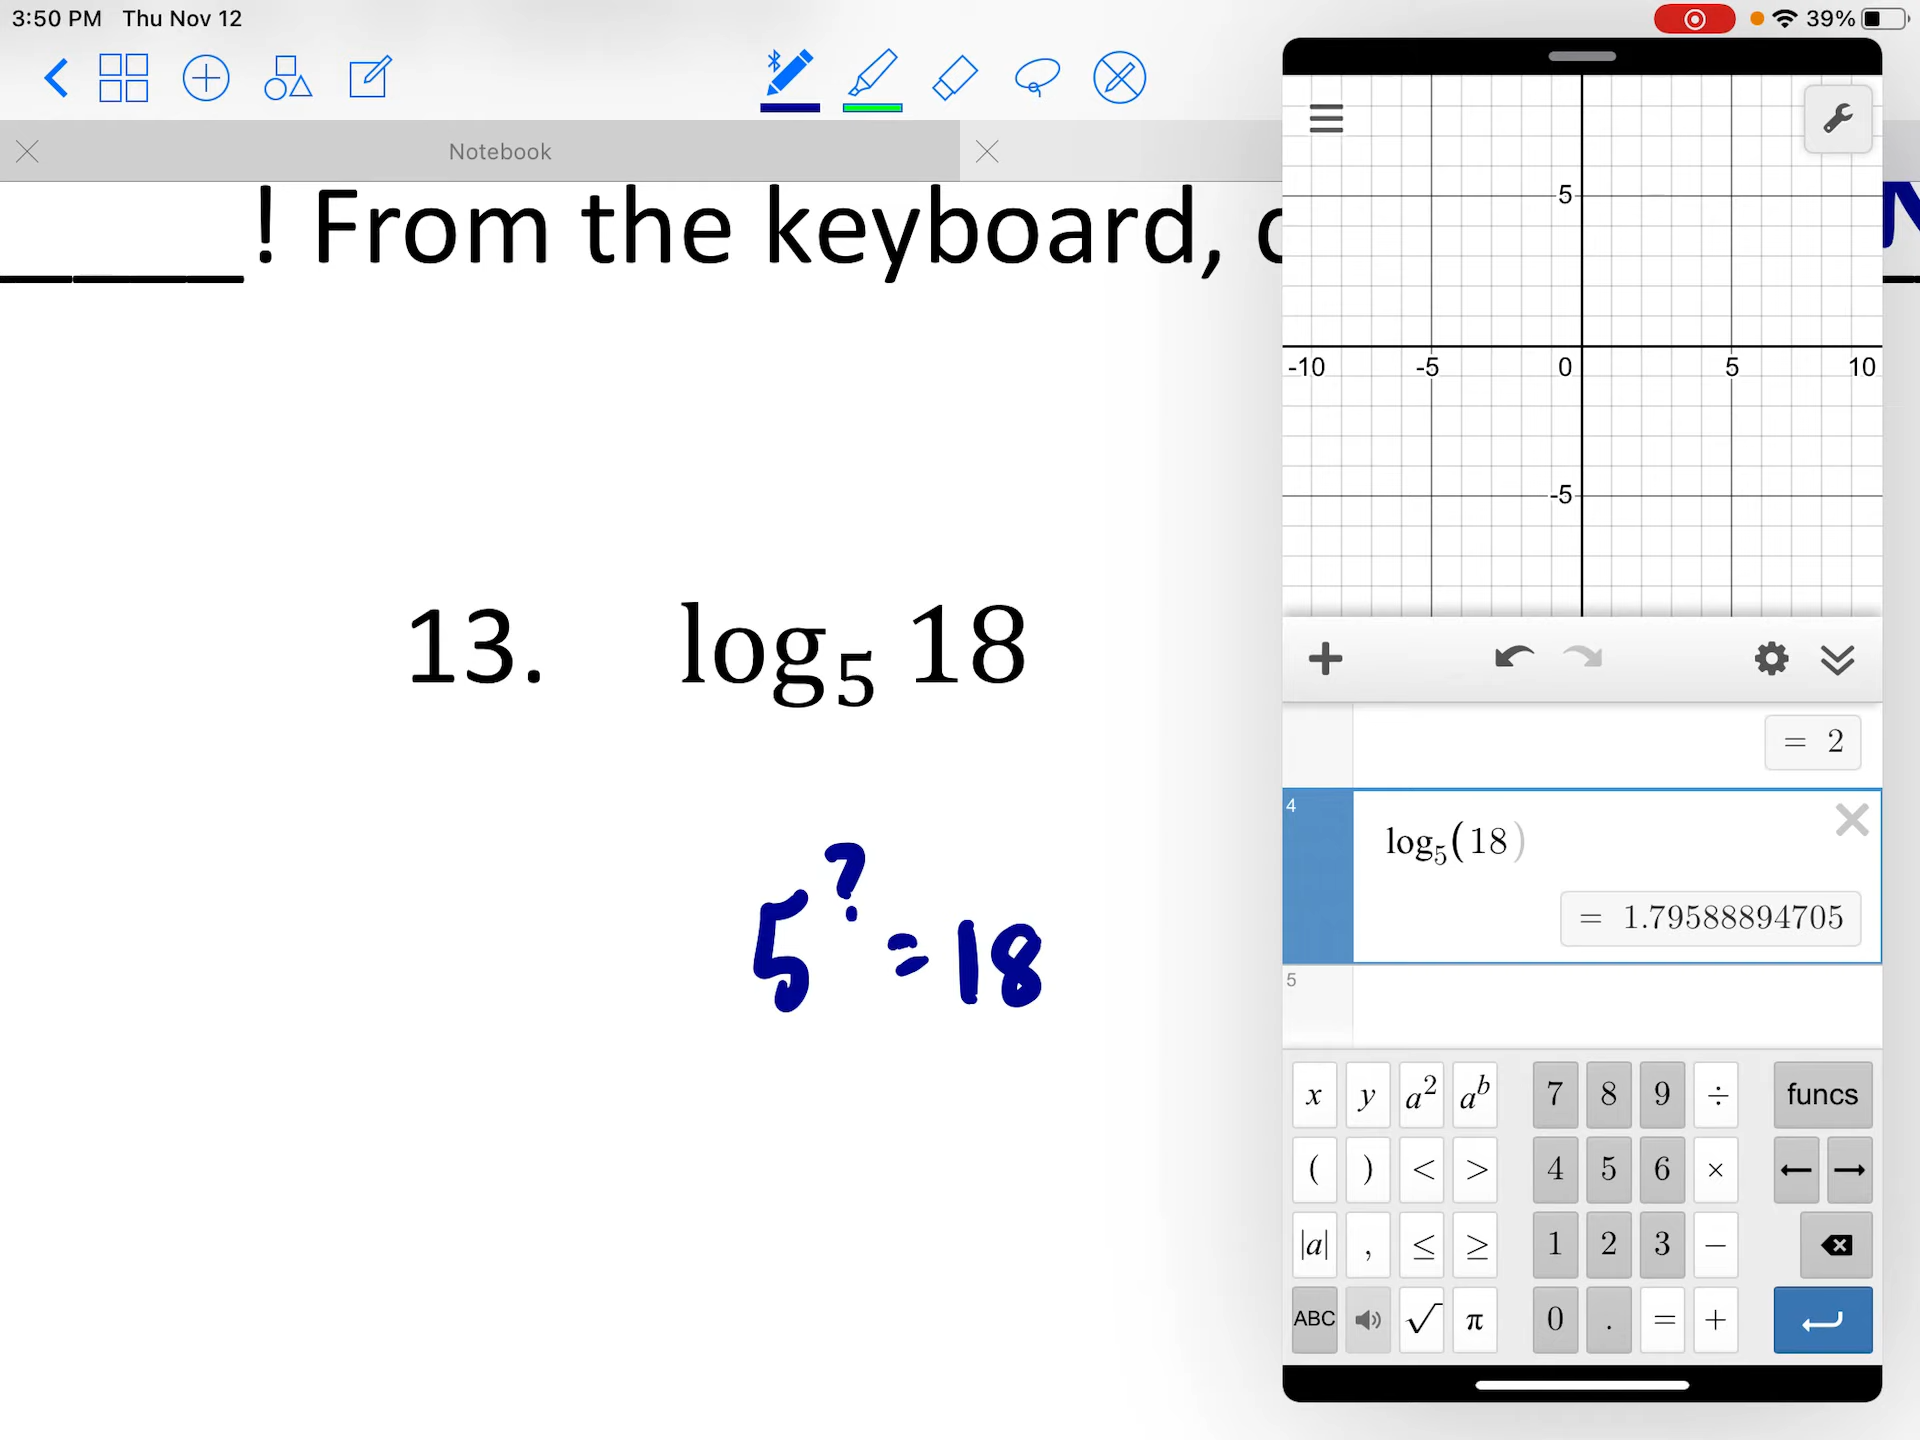 3:50 PM Thu Nov 12
39%
Notebook
____! From the keyboard,
13. log₅ 18
5^? = 18
5
-10 -5 0 5 10
-5
= 2
4
log₅(18)
= 1.79588894705
5
x y a² aᵇ 7 8 9 ÷ funcs
( ) < > 4 5 6 × ← →
|a| , ≤ ≥ 1 2 3 −
ABC √ π 0 . = +